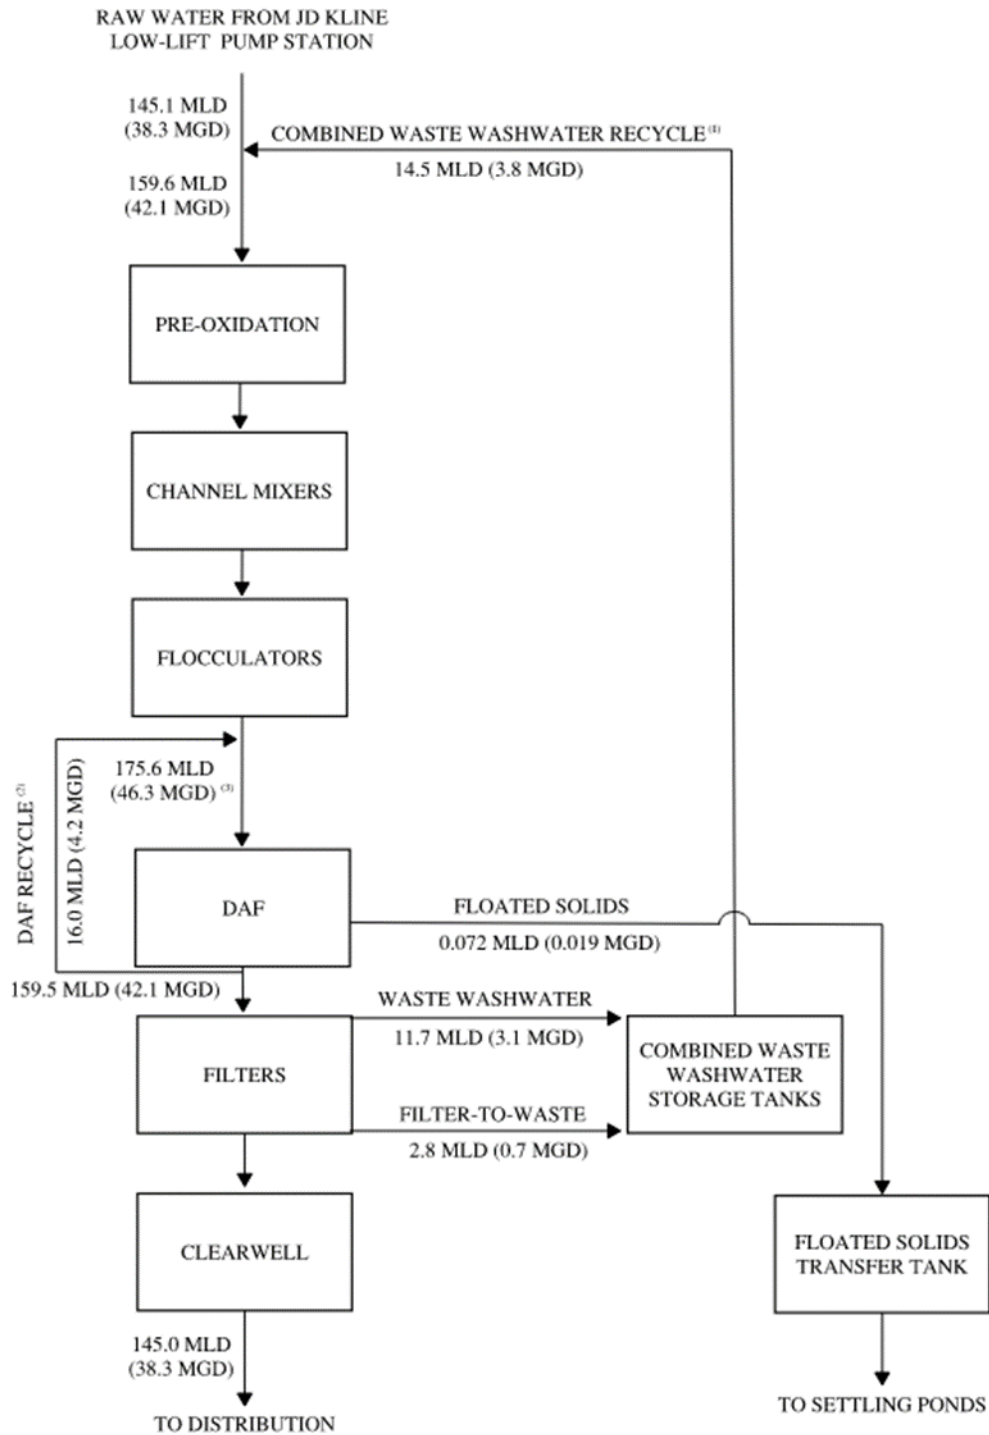 RAW WATER FROM JD KLINE
LOW-LIFT PUMP STATION
145.1 MLD
(38.3 MGD)
COMBINED WASTE WASHWATER RECYCLE (1)
14.5 MLD (3.8 MGD)
159.6 MLD
(42.1 MGD)
PRE-OXIDATION
CHANNEL MIXERS
FLOCCULATORS
DAF RECYCLE (2)
16.0 MLD (4.2 MGD)
175.6 MLD
(46.3 MGD) (3)
DAF
FLOATED SOLIDS
0.072 MLD (0.019 MGD)
159.5 MLD (42.1 MGD)
WASTE WASHWATER
11.7 MLD (3.1 MGD)
FILTERS
COMBINED WASTE
WASHWATER
STORAGE TANKS
FILTER-TO-WASTE
2.8 MLD (0.7 MGD)
CLEARWELL
FLOATED SOLIDS
TRANSFER TANK
145.0 MLD
(38.3 MGD)
TO DISTRIBUTION
TO SETTLING PONDS